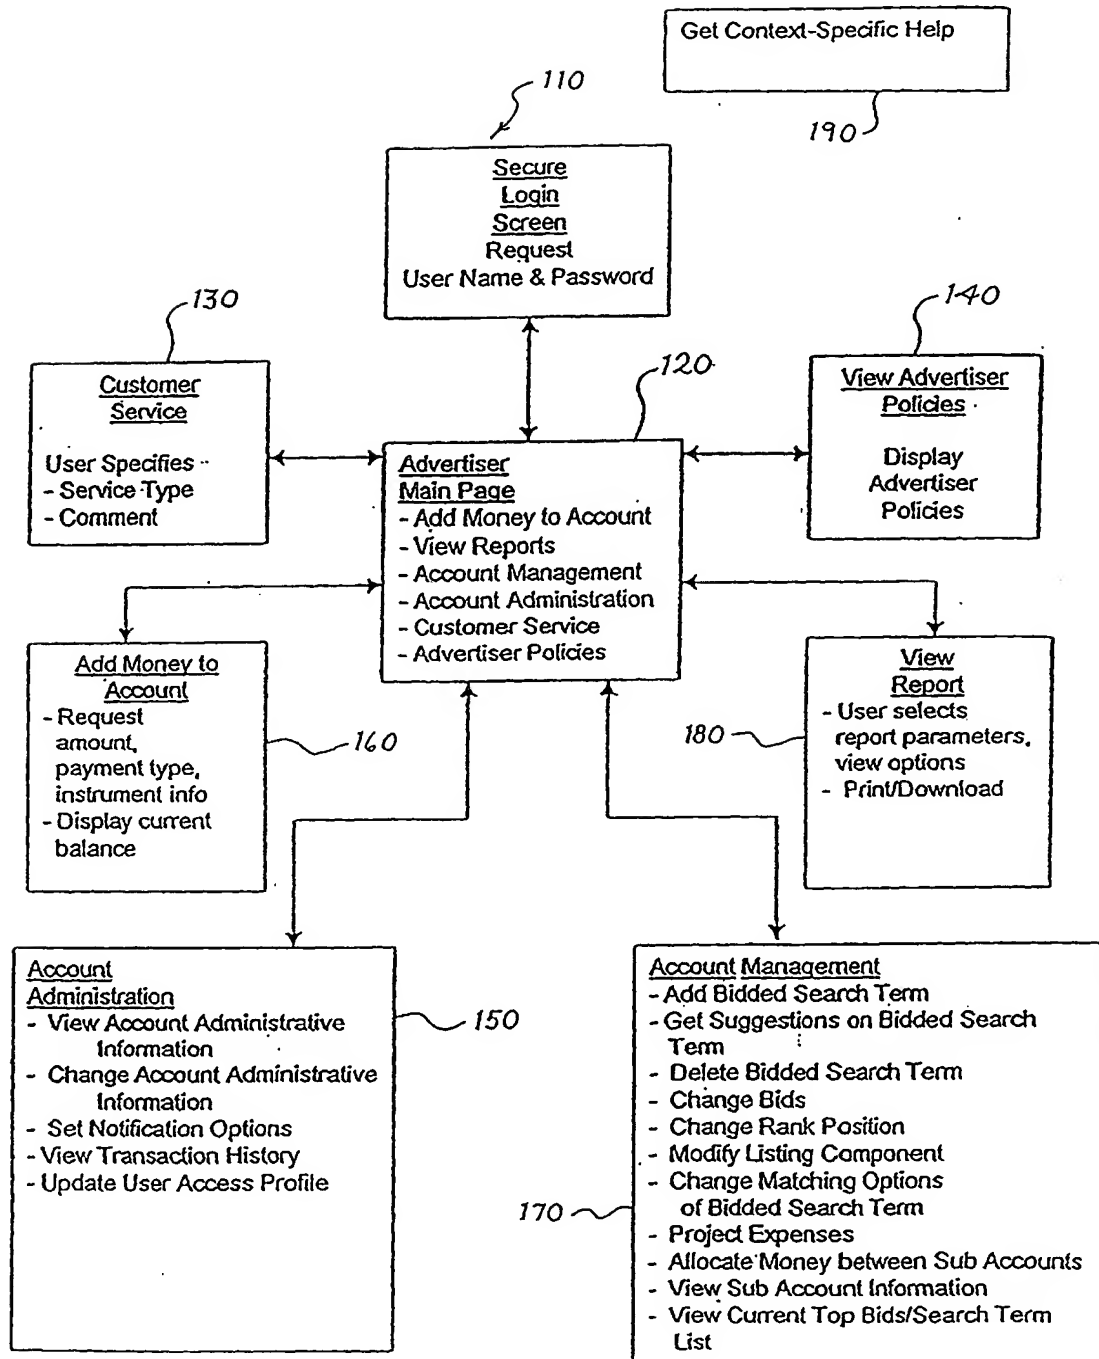 Get Context-Specific Help
190
110
Secure
Login
Screen
Request
User Name & Password
130
Customer
Service
User Specifies
- Service Type
- Comment
120
Advertiser
Main Page
- Add Money to Account
- View Reports
- Account Management
- Account Administration
- Customer Service
- Advertiser Policies
140
View Advertiser
Policies
Display
Advertiser
Policies
Add Money to
Account
- Request
amount,
payment type,
instrument info
- Display current
balance
160
180
View
Report
- User selects
report parameters,
view options
- Print/Download
Account
Administration
- View Account Administrative
Information
- Change Account Administrative
Information
- Set Notification Options
- View Transaction History
- Update User Access Profile
150
170
Account Management
- Add Bidded Search Term
- Get Suggestions on Bidded Search
Term
- Delete Bidded Search Term
- Change Bids
- Change Rank Position
- Modify Listing Component
- Change Matching Options
of Bidded Search Term
- Project Expenses
- Allocate Money between Sub Accounts
- View Sub Account Information
- View Current Top Bids/Search Term
List